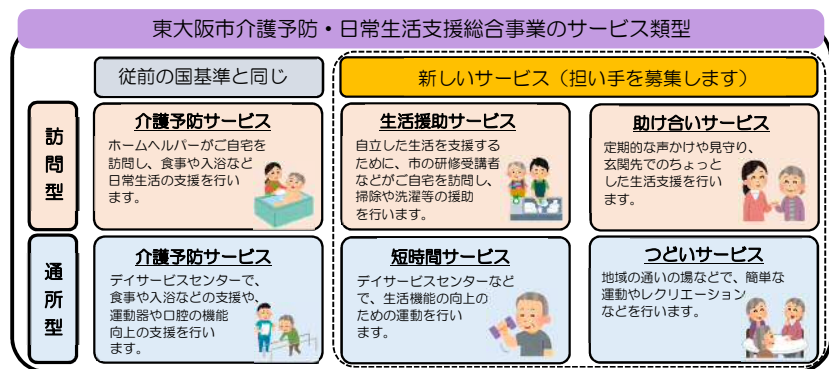 東大阪市介護予防・日常生活支援総合事業のサービス類型
従前の国基準と同じ
新しいサービス（担い手を募集します）
訪問型
介護予防サービス
ホームヘルパーがご自宅を
訪問し、食事や入浴など
日常生活の支援を行い
ます。
生活援助サービス
自立した生活を支援する
ために、市の研修受講者
などがご自宅を訪問し、
掃除や洗濯等の援助
を行います。
助け合いサービス
定期的な声かけや見守り、
玄関先でのちょっと
した生活支援を行い
ます。
通所型
介護予防サービス
デイサービスセンターで、
食事や入浴などの支援や、
運動器や口腔の機能
向上の支援を行い
ます。
短時間サービス
デイサービスセンターなど
で、生活機能の向上の
ための運動を行い
ます。
つどいサービス
地域の通いの場などで、簡単な
運動やレクリエーション
などを行います。